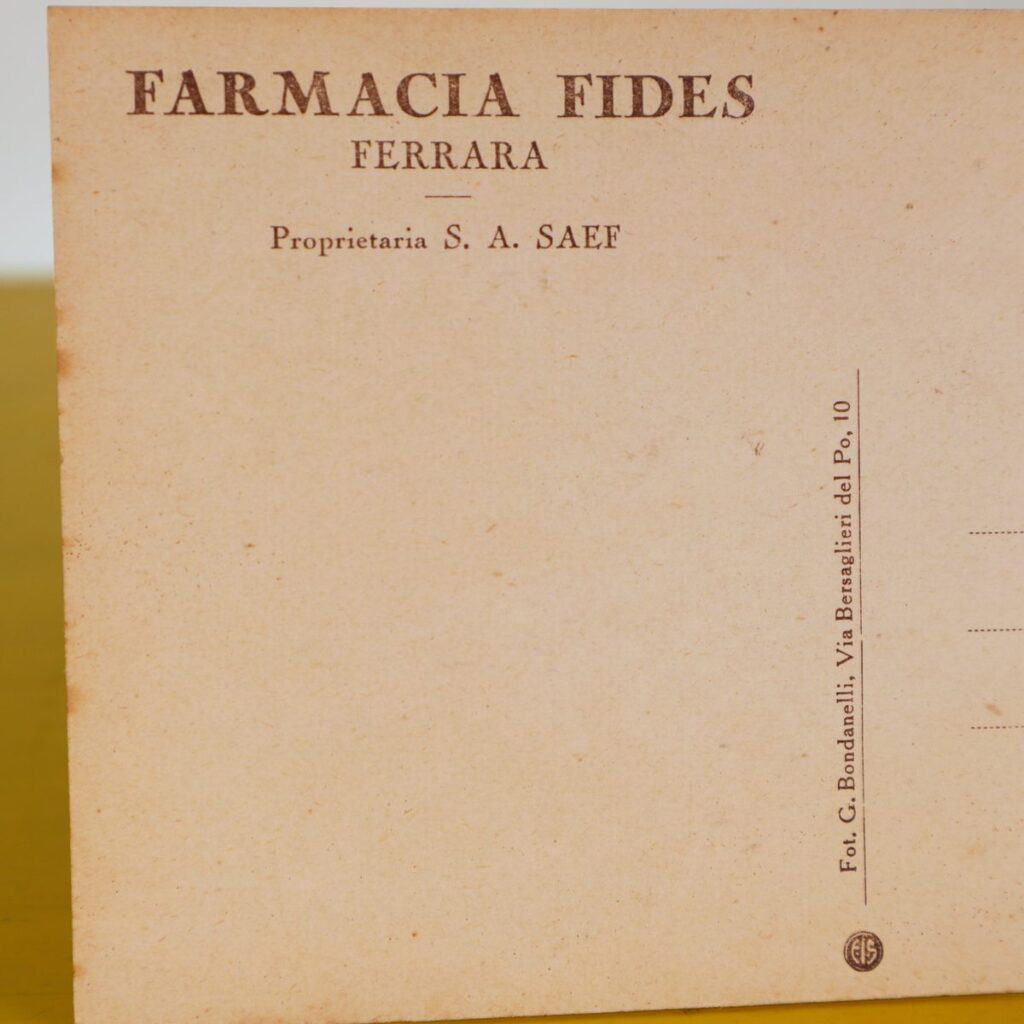 FARMACIA FIDES
FERRARA
Proprietaria S. A. SAEF
Fot. G. Bondanelli, Via Bersaglieri del Po, 10